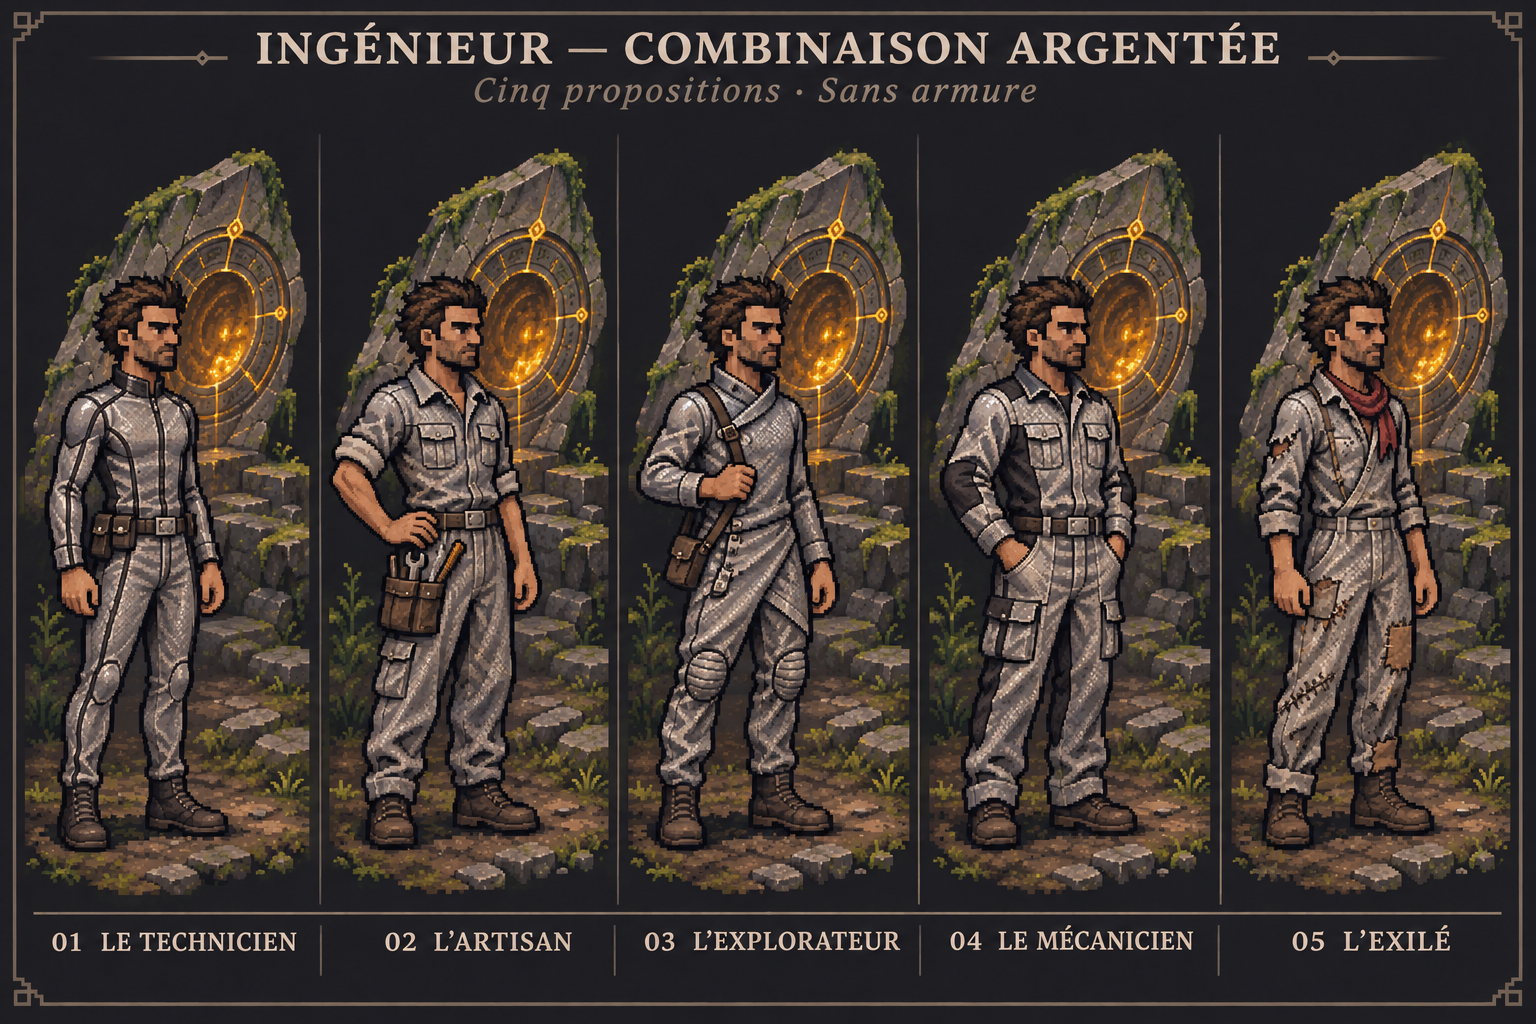 INGÉNIEUR — COMBINAISON ARGENTÉE
Cinq propositions · Sans armure
01 LE TECHNICIEN
02 L’ARTISAN
03 L’EXPLORATEUR
04 LE MÉCANICIEN
05 L’EXILÉ